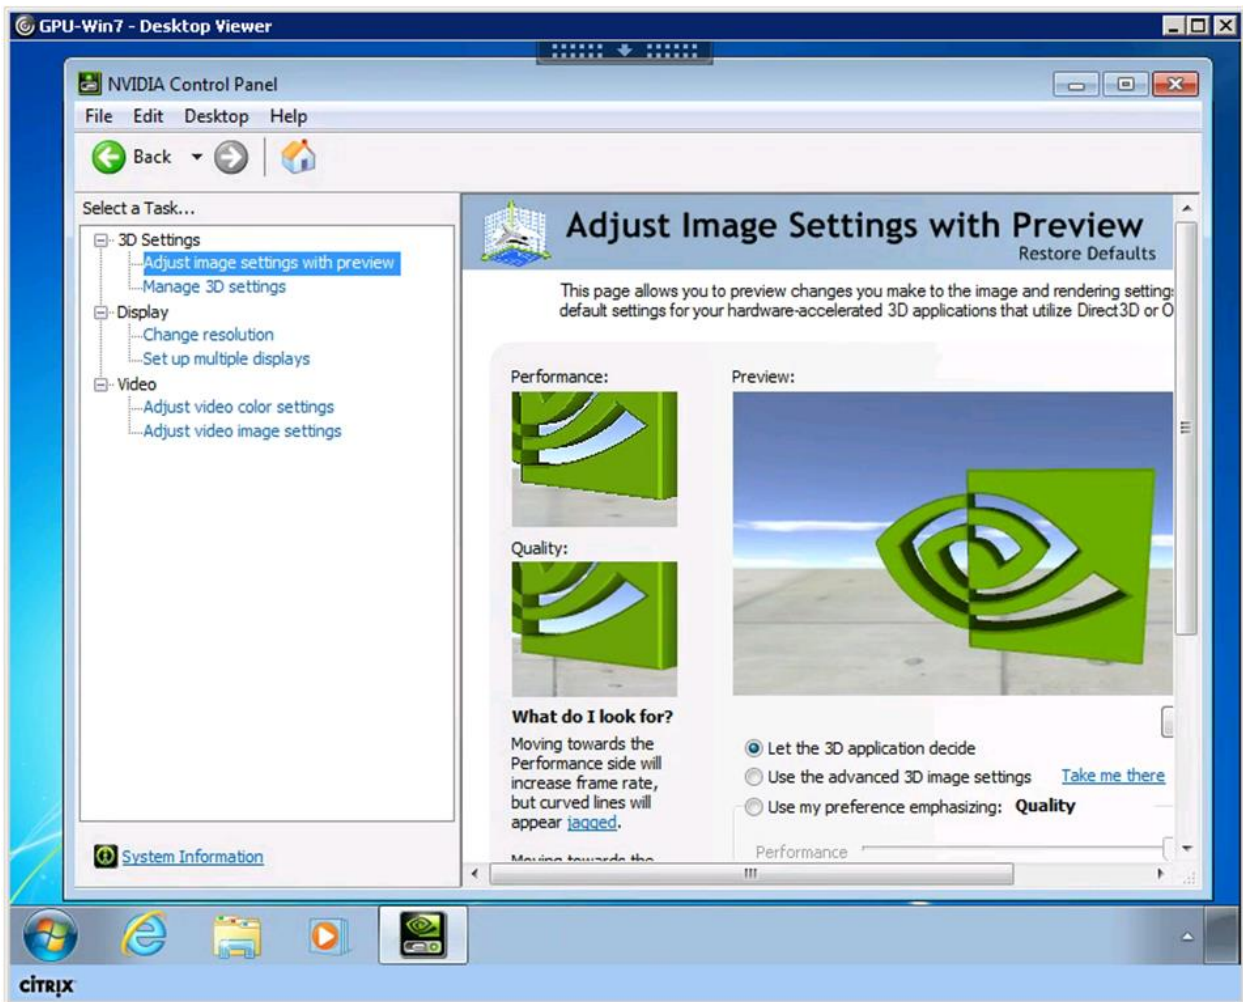 GPU-Win7 - Desktop Viewer
NVIDIA Control Panel
File Edit Desktop Help
Back
Select a Task...
3D Settings
Adjust image settings with preview
Manage 3D settings
Display
Change resolution
Set up multiple displays
Video
Adjust video color settings
Adjust video image settings
System Information
Adjust Image Settings with Preview
Restore Defaults
This page allows you to preview changes you make to the image and rendering setting
default settings for your hardware-accelerated 3D applications that utilize Direct3D or O
Performance:
Preview:
Quality:
What do I look for?
Moving towards the
Performance side will
increase frame rate,
but curved lines will
appear jagged.
Moving towards the
Let the 3D application decide
Use the advanced 3D image settings Take me there
Use my preference emphasizing: Quality
Performance
CİTRIX